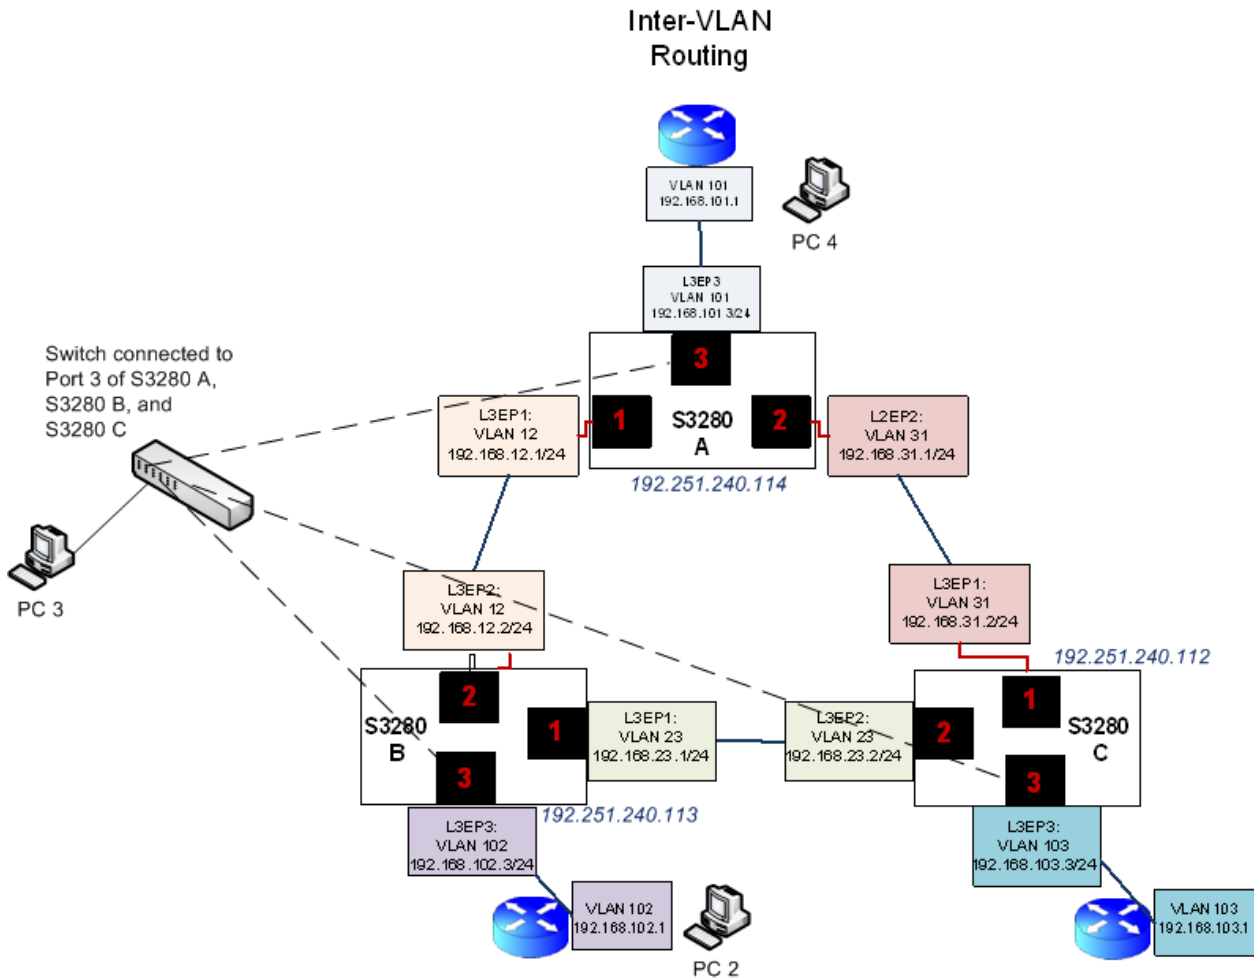 Inter-VLAN
Routing
VLAN 101
192.168.101.1
PC 4
L3EP3
VLAN 101
192.168.101 3/24
Switch connected to
Port 3 of S3280 A,
S3280 B, and
S3280 C
3
L3EP1:
VLAN 12
192.168.12.1/24
1
S3280
A
2
L2EP2:
VLAN 31
192.168.31.1/24
192.251.240.114
PC 3
L3EP2:
VLAN 12
192.168.12.2/24
L3EP1:
VLAN 31
192.168.31.2/24
192.251.240.112
2
S3280
B
1
3
L3EP1:
VLAN 23
192.168.23.1/24
L3EP2:
VLAN 23
192.168.23.2/24
1
2
S3280
C
3
192.251.240.113
L3EP3:
VLAN 102
192.168.102.3/24
L3EP3:
VLAN 103
192.168.103.3/24
VLAN 102
192.168.102.1
PC 2
VLAN 103
192.168.103.1